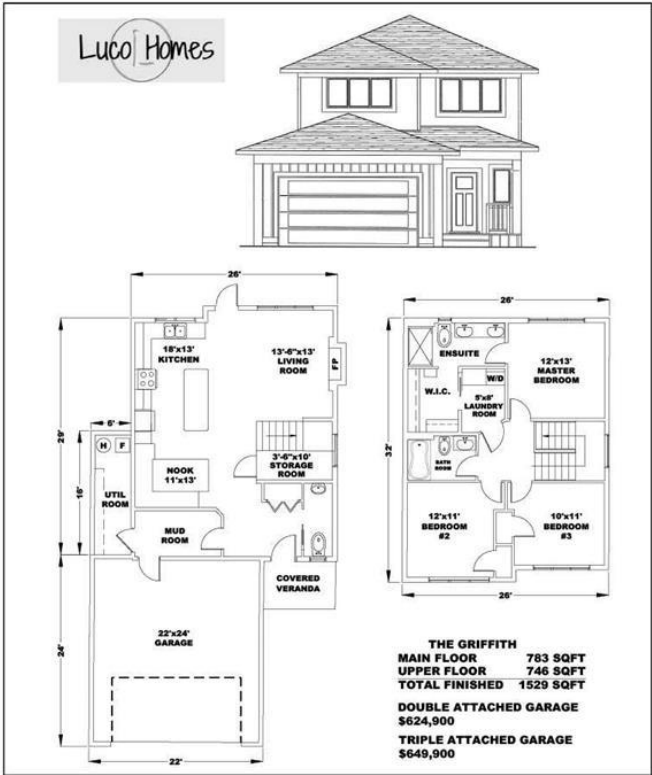 Luco Homes
26'
18'x13'
KITCHEN
13'-6"x13'
LIVING
ROOM
FP
29'
6'
H F
16'
UTIL
ROOM
NOOK
11'x13'
3'-6"x10'
STORAGE
ROOM
MUD
ROOM
COVERED
VERANDA
24'
22'x24'
GARAGE
22'
26'
ENSUITE
12'x13'
MASTER
BEDROOM
W.I.C.
W/D
5'x8'
LAUNDRY
ROOM
32'
BATH
ROOM
12'x11'
BEDROOM
#2
10'x11'
BEDROOM
#3
26'
THE GRIFFITH
MAIN FLOOR 783 SQFT
UPPER FLOOR 746 SQFT
TOTAL FINISHED 1529 SQFT
DOUBLE ATTACHED GARAGE
$624,900
TRIPLE ATTACHED GARAGE
$649,900